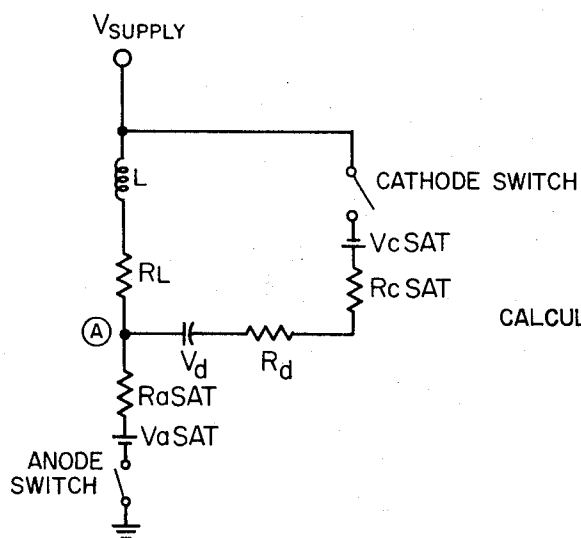 VSUPPLY
L
CATHODE SWITCH
VcSAT
RL
RcSAT
CALCUL
A
Vd
Rd
RaSAT
VaSAT
ANODE
SWITCH